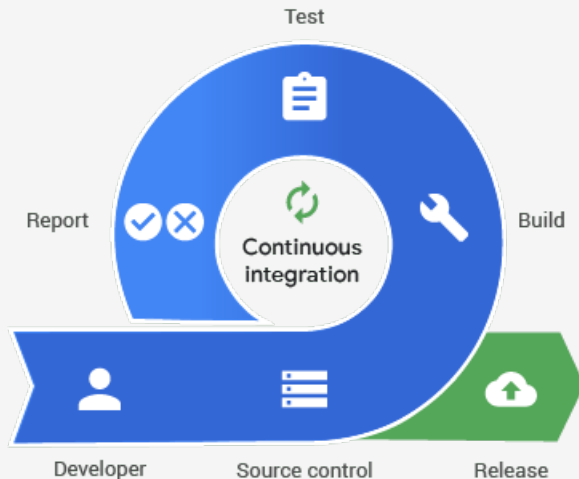 Test
Report
Build
Continuous
integration
Developer
Source control
Release